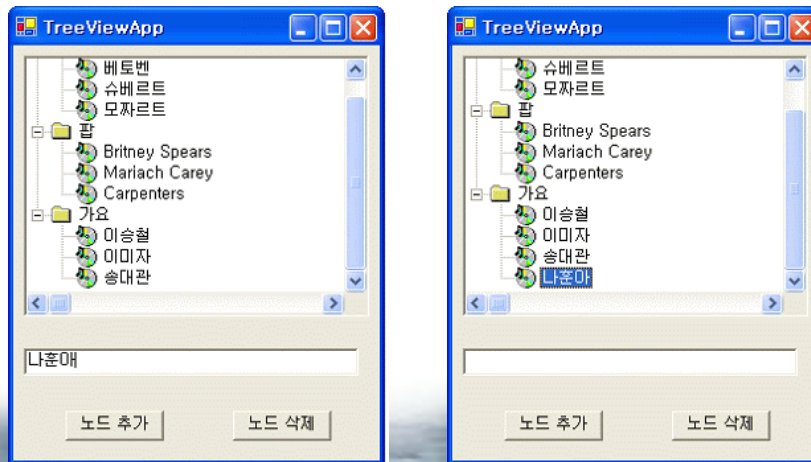 TreeViewApp
베토벤
슈베르트
모짜르트
팝
Britney Spears
Mariach Carey
Carpenters
가요
이승철
이미자
송대관
나훈애
노드 추가
노드 삭제
TreeViewApp
슈베르트
모짜르트
팝
Britney Spears
Mariach Carey
Carpenters
가요
이승철
이미자
송대관
나훈아
노드 추가
노드 삭제